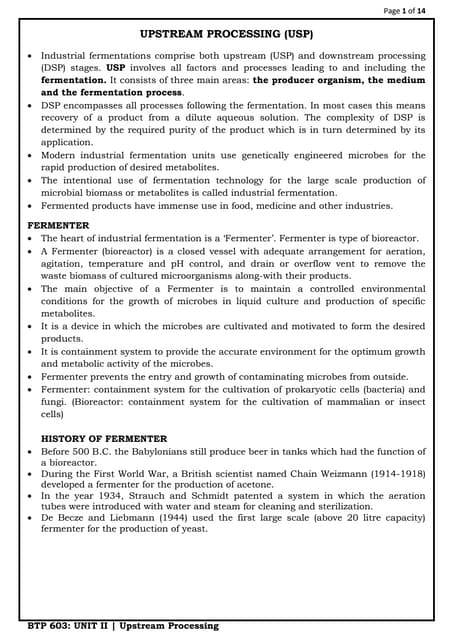 Page 1 of 14
UPSTREAM PROCESSING (USP)
• Industrial fermentations comprise both upstream (USP) and downstream processing
(DSP) stages. USP involves all factors and processes leading to and including the
fermentation. It consists of three main areas: the producer organism, the medium
and the fermentation process.
• DSP encompasses all processes following the fermentation. In most cases this means
recovery of a product from a dilute aqueous solution. The complexity of DSP is
determined by the required purity of the product which is in turn determined by its
application.
• Modern industrial fermentation units use genetically engineered microbes for the
rapid production of desired metabolites.
• The intentional use of fermentation technology for the large scale production of
microbial biomass or metabolites is called industrial fermentation.
• Fermented products have immense use in food, medicine and other industries.
FERMENTER
• The heart of industrial fermentation is a ‘Fermenter’. Fermenter is type of bioreactor.
• A Fermenter (bioreactor) is a closed vessel with adequate arrangement for aeration,
agitation, temperature and pH control, and drain or overflow vent to remove the
waste biomass of cultured microorganisms along-with their products.
• The main objective of a Fermenter is to maintain a controlled environmental
conditions for the growth of microbes in liquid culture and production of specific
metabolites.
• It is a device in which the microbes are cultivated and motivated to form the desired
products.
• It is containment system to provide the accurate environment for the optimum growth
and metabolic activity of the microbes.
• Fermenter prevents the entry and growth of contaminating microbes from outside.
• Fermenter: containment system for the cultivation of prokaryotic cells (bacteria) and
fungi. (Bioreactor: containment system for the cultivation of mammalian or insect
cells)
HISTORY OF FERMENTER
• Before 500 B.C. the Babylonians still produce beer in tanks which had the function of
a bioreactor.
• During the First World War, a British scientist named Chain Weizmann (1914-1918)
developed a fermenter for the production of acetone.
• In the year 1934, Strauch and Schmidt patented a system in which the aeration
tubes were introduced with water and steam for cleaning and sterilization.
• De Becze and Liebmann (1944) used the first large scale (above 20 litre capacity)
fermenter for the production of yeast.
BTP 603: UNIT II | Upstream Processing